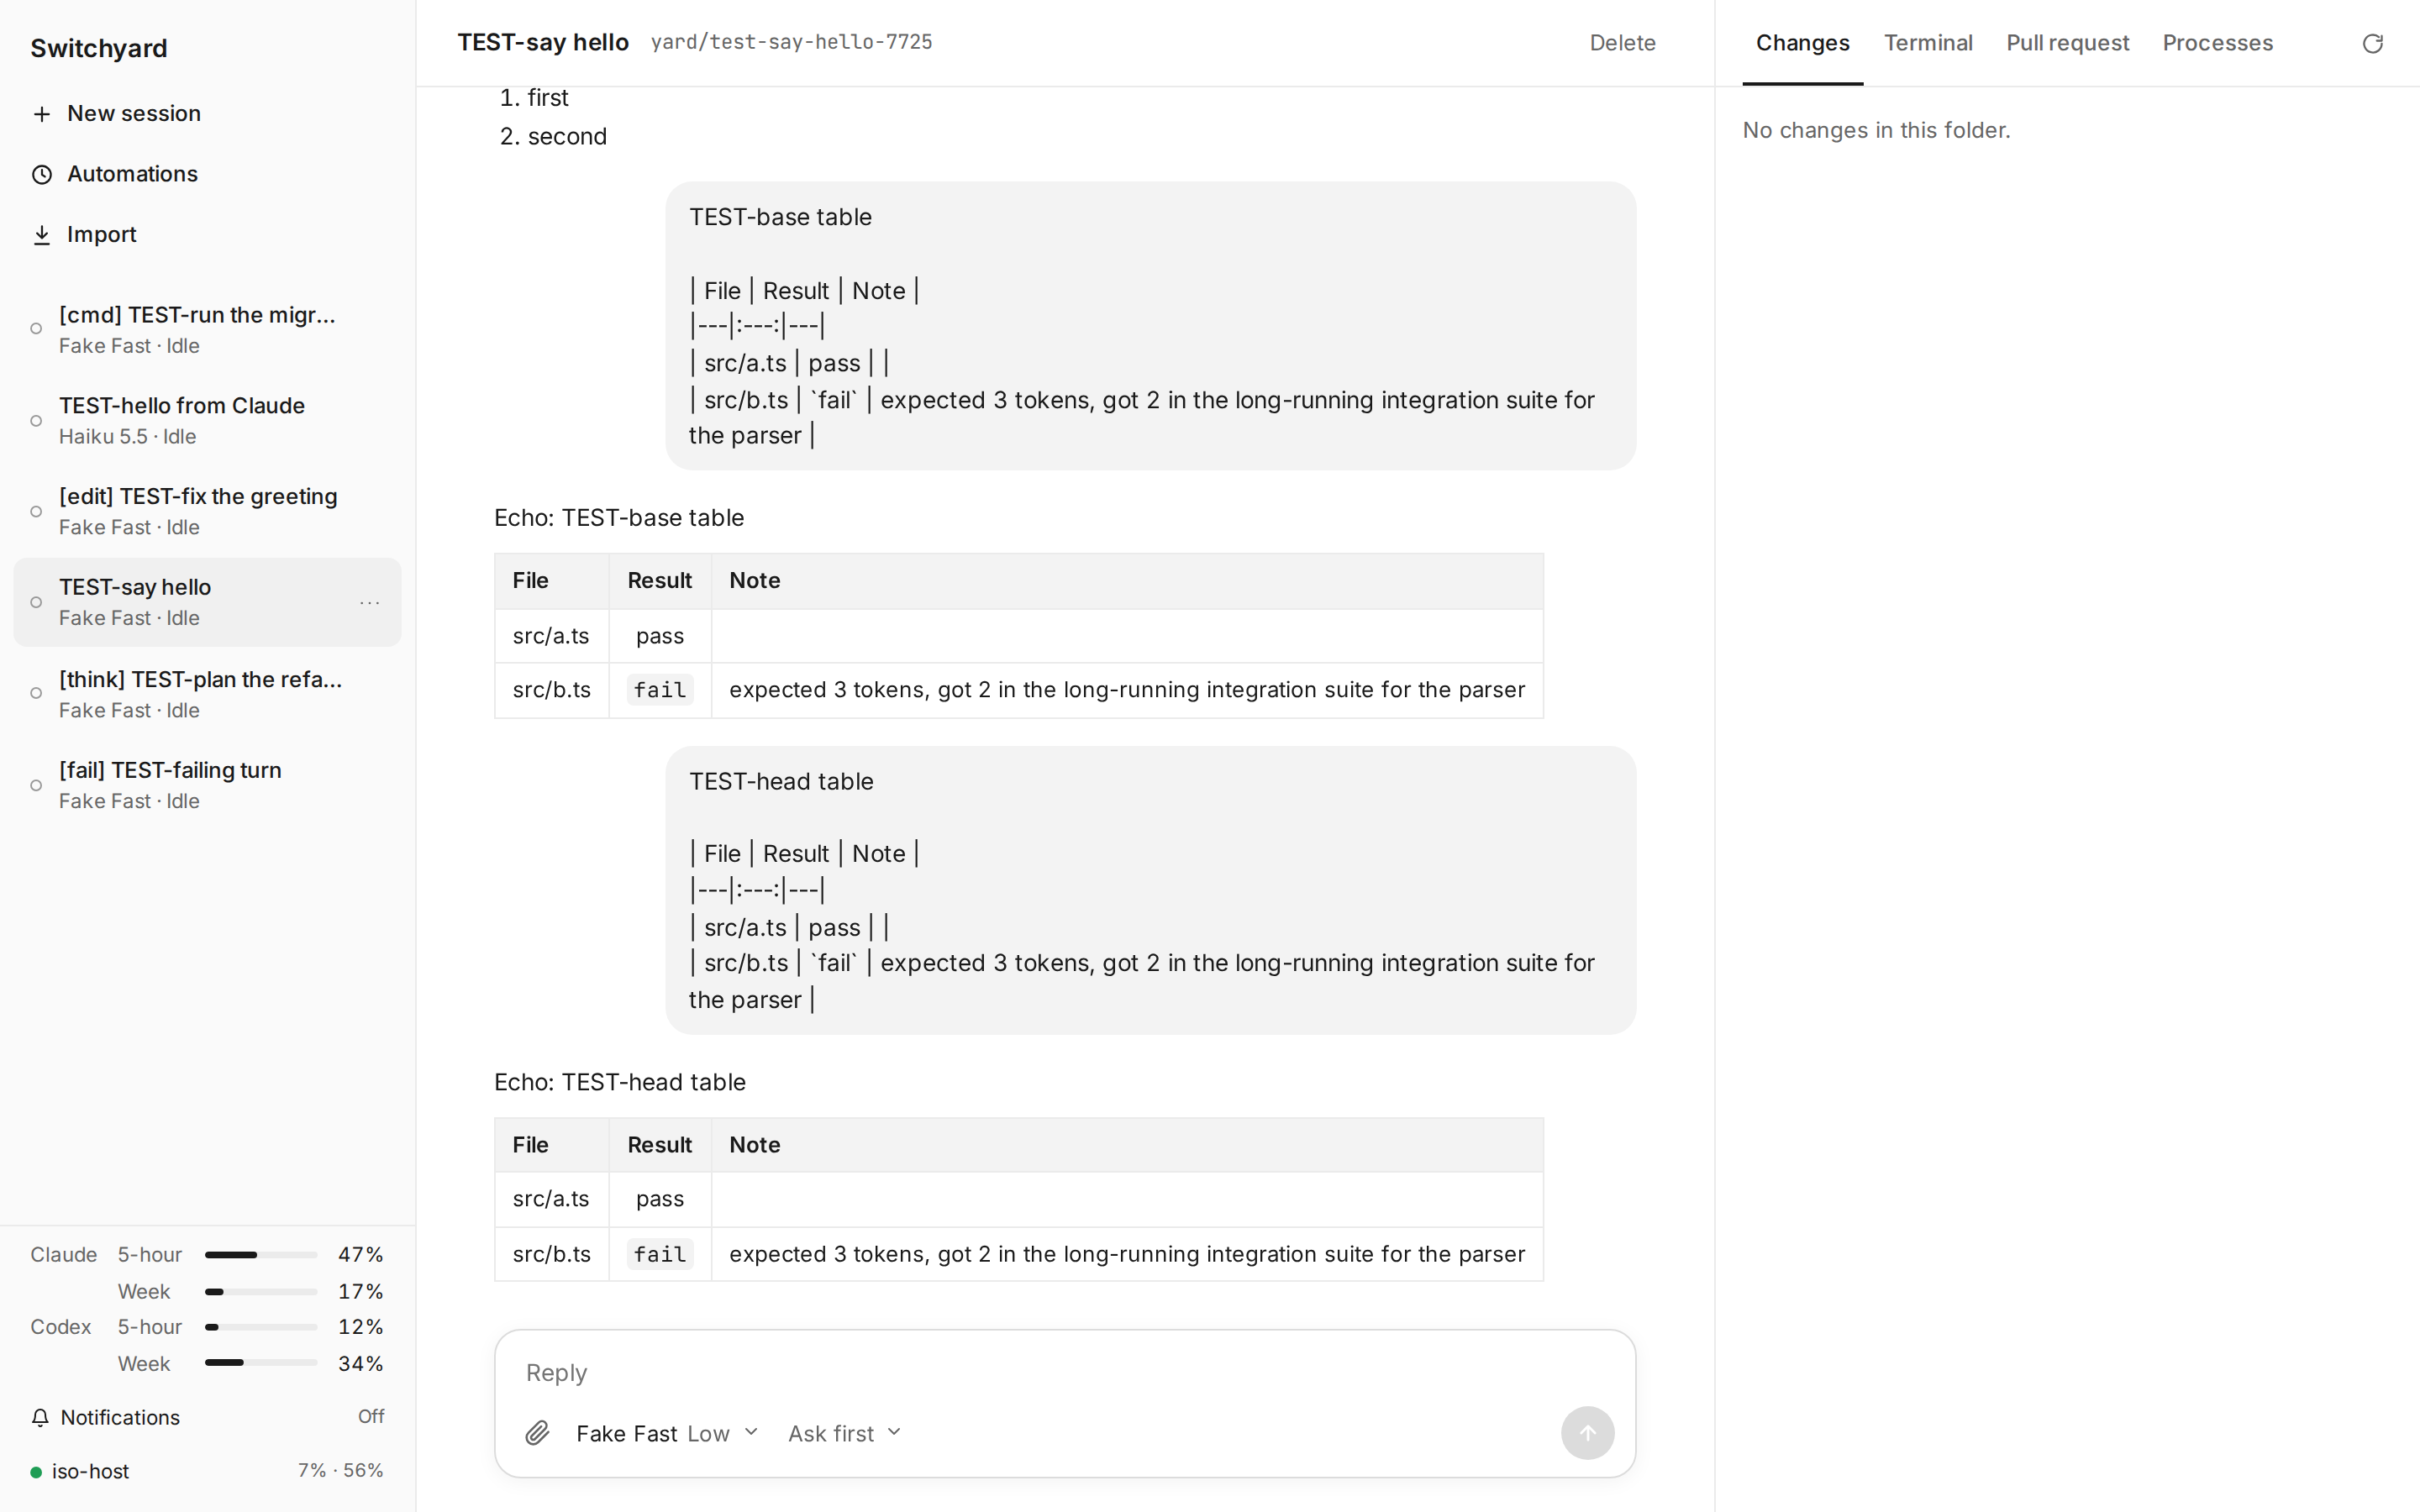 Switchyard
New session
Automations
Import
[cmd] TEST-run the migr...
Fake Fast · Idle
TEST-hello from Claude
Haiku 5.5 · Idle
[edit] TEST-fix the greeting
Fake Fast · Idle
TEST-say hello
Fake Fast · Idle
...
[think] TEST-plan the refa...
Fake Fast · Idle
[fail] TEST-failing turn
Fake Fast · Idle
Claude 5-hour 47%
Week 17%
Codex 5-hour 12%
Week 34%
Notifications Off
iso-host 7% · 56%
TEST-say hello yard/test-say-hello-7725 Delete
1. first
2. second
TEST-base table
| File | Result | Note |
|---|:---:|---|
| src/a.ts | pass | |
| src/b.ts | `fail` | expected 3 tokens, got 2 in the long-running integration suite for
the parser |
Echo: TEST-base table
File Result Note
src/a.ts pass
src/b.ts fail expected 3 tokens, got 2 in the long-running integration suite for the parser
TEST-head table
| File | Result | Note |
|---|:---:|---|
| src/a.ts | pass | |
| src/b.ts | `fail` | expected 3 tokens, got 2 in the long-running integration suite for
the parser |
Echo: TEST-head table
File Result Note
src/a.ts pass
src/b.ts fail expected 3 tokens, got 2 in the long-running integration suite for the parser
Reply
Fake Fast Low Ask first
Changes Terminal Pull request Processes
No changes in this folder.